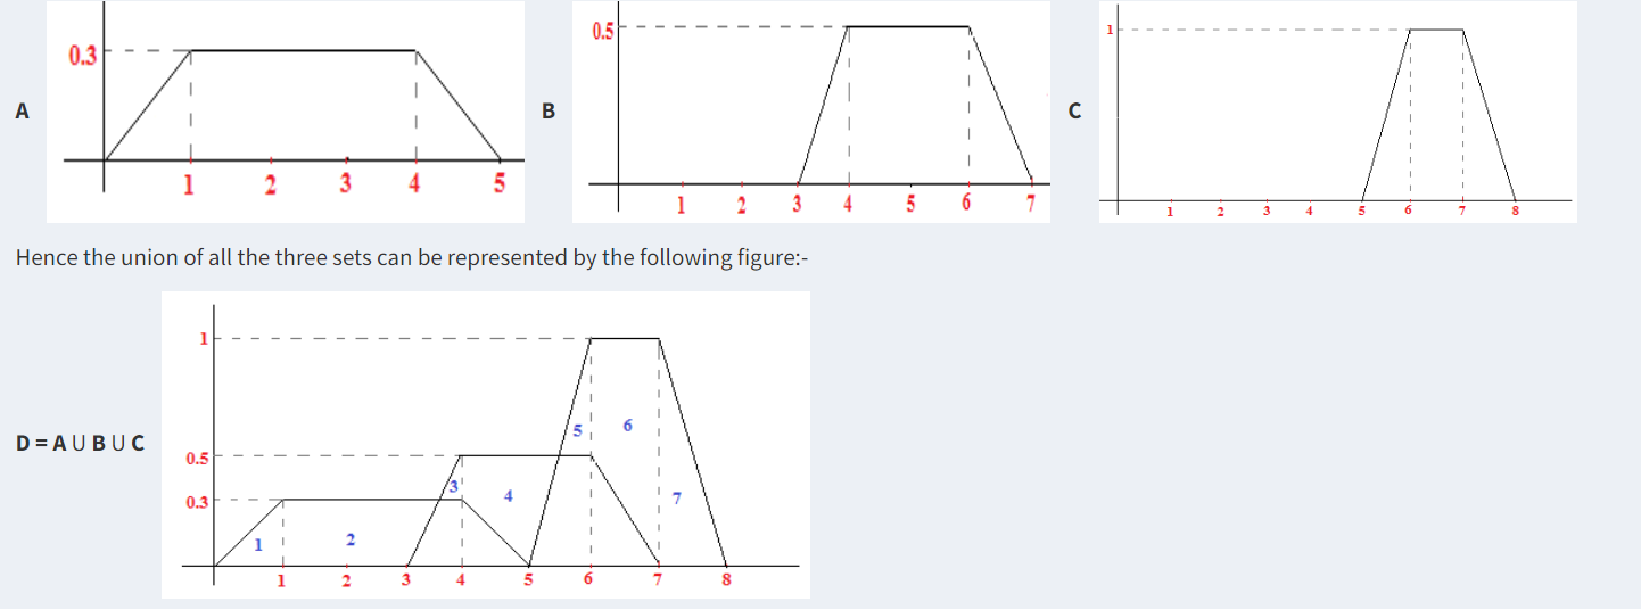 A
0.3
1 2 3 4 5
B
0.5
1 2 3 4 5 6 7
C
1
1 2 3 4 5 6 7 8
Hence the union of all the three sets can be represented by the following figure:-
D = A ∪ B ∪ C
1
0.5
0.3
1 2 3 4 5 6 7
1 2 3 4 5 6 7 8